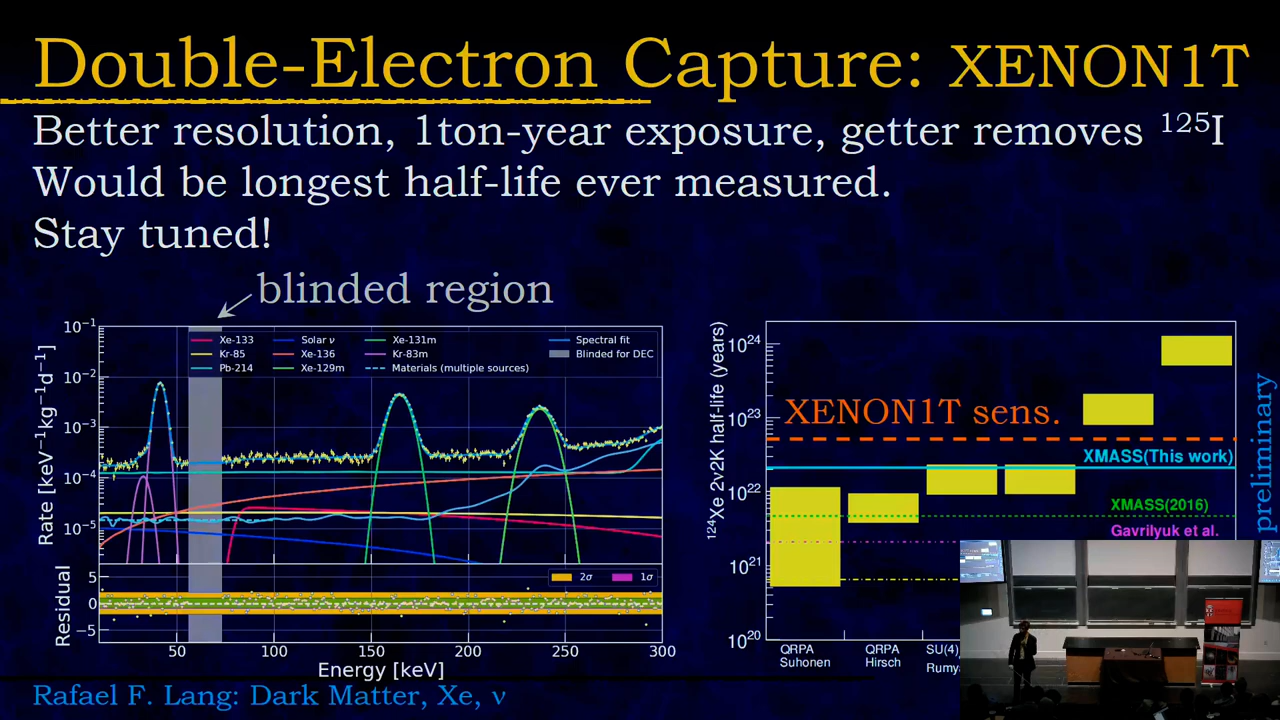 Double-Electron Capture: XENON1T
Better resolution, 1ton-year exposure, getter removes ¹²⁵I
Would be longest half-life ever measured.
Stay tuned!
blinded region
10⁻¹
10⁻²
10⁻³
10⁻⁴
10⁻⁵
Rate [keV⁻¹kg⁻¹d⁻¹]
Xe-133 Solar ν Xe-131m Spectral fit
Kr-85 Xe-136 Kr-83m Blinded for DEC
Pb-214 Xe-129m Materials (multiple sources)
2σ 1σ
Residual
5
0
−5
50 100 150 200 250 300
Energy [keV]
¹²⁴Xe 2ν2K half-life (years)
10²⁴
10²³
10²²
10²¹
10²⁰
XENON1T sens.
XMASS(This work)
XMASS(2016)
Gavrilyuk et al.
QRPA QRPA SU(4)
Suhonen Hirsch
preliminary
Rafael F. Lang: Dark Matter, Xe, ν